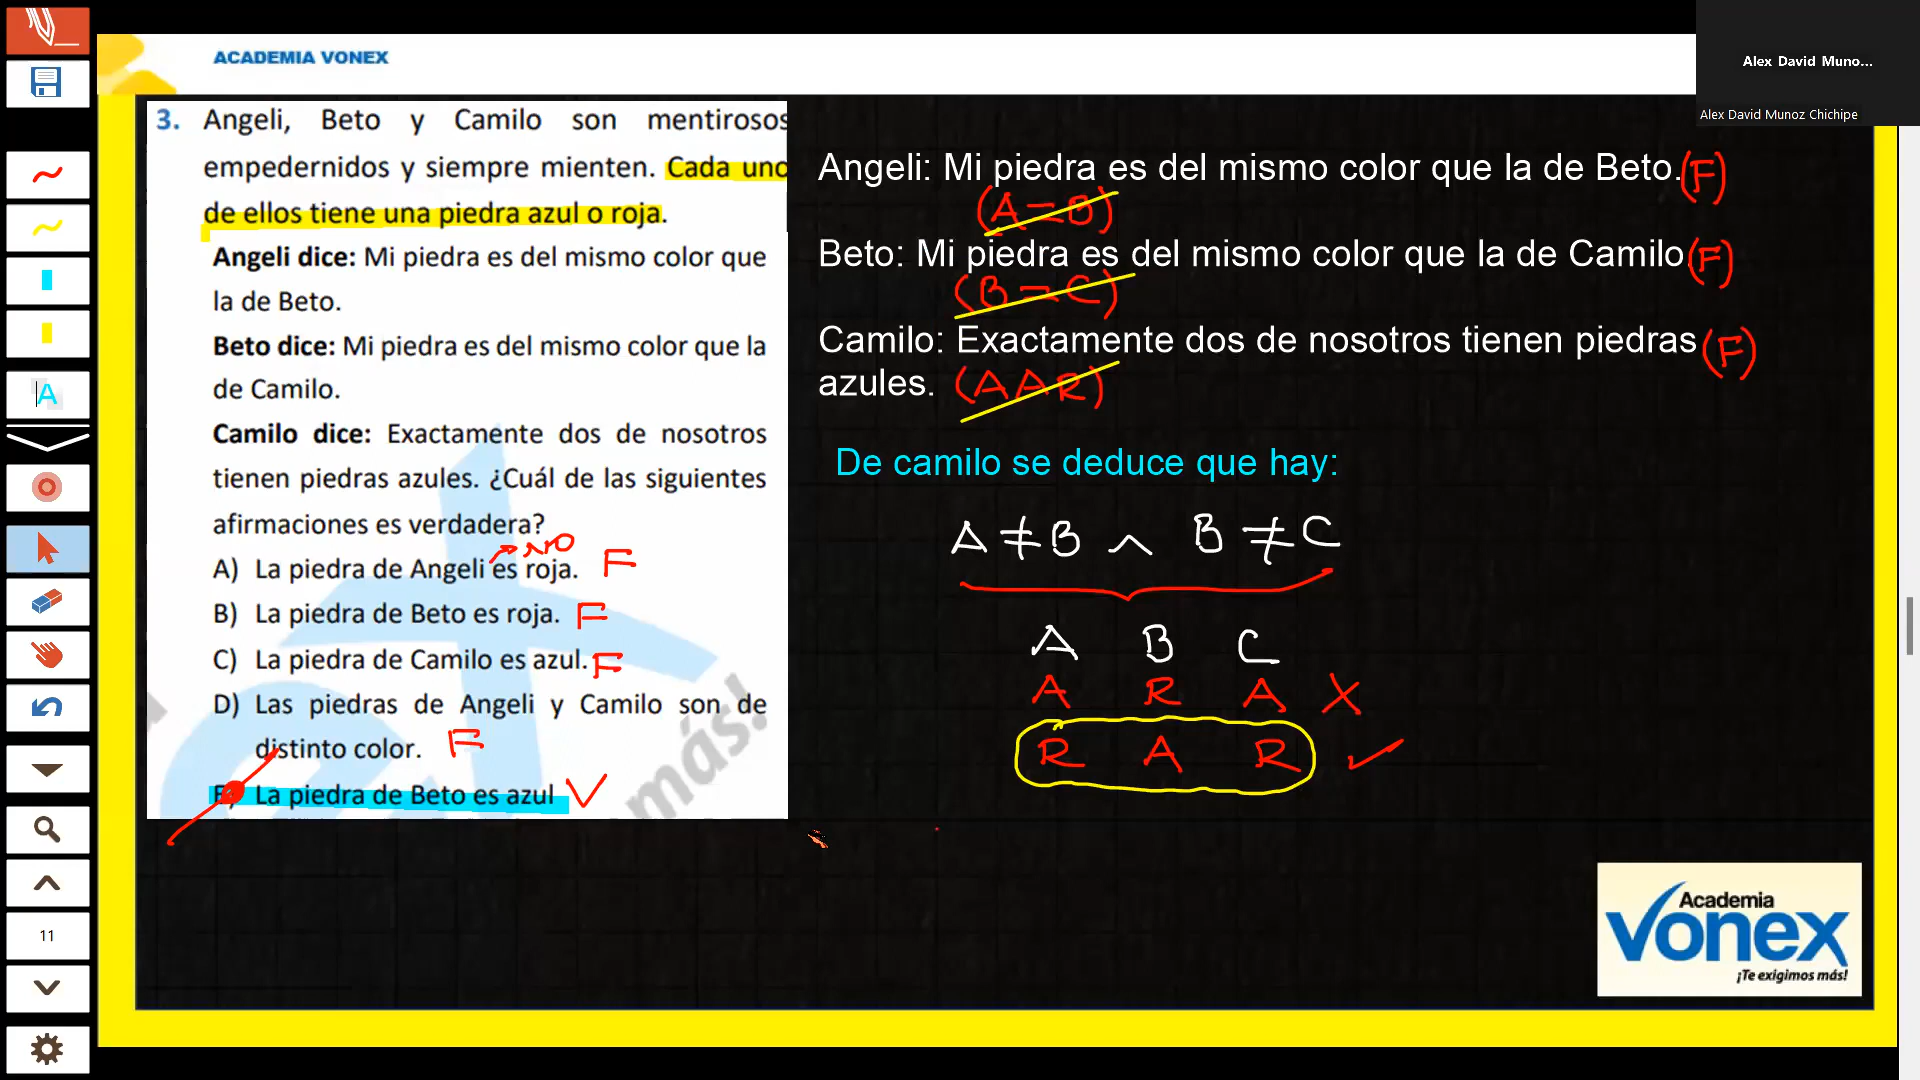 ACADEMIA VONEX
Alex David Muno...
Alex David Munoz Chichipe
3. Angeli, Beto y Camilo son mentirosos
empedernidos y siempre mienten. Cada uno
de ellos tiene una piedra azul o roja.
Angeli dice: Mi piedra es del mismo color que
la de Beto.
Beto dice: Mi piedra es del mismo color que la
de Camilo.
Camilo dice: Exactamente dos de nosotros
tienen piedras azules. ¿Cuál de las siguientes
afirmaciones es verdadera?
NO
A) La piedra de Angeli es roja. F
B) La piedra de Beto es roja. F
C) La piedra de Camilo es azul. F
D) Las piedras de Angeli y Camilo son de
distinto color. F
E) La piedra de Beto es azul V
más!
Angeli: Mi piedra es del mismo color que la de Beto. (F)
(A = B)
Beto: Mi piedra es del mismo color que la de Camilo (F)
(B = C)
Camilo: Exactamente dos de nosotros tienen piedras (F)
azules. (A A R)
De camilo se deduce que hay:
A ≠ B ∧ B ≠ C
A B C
A R A X
R A R ✓
Academia
vonex
¡Te exigimos más!
A
11